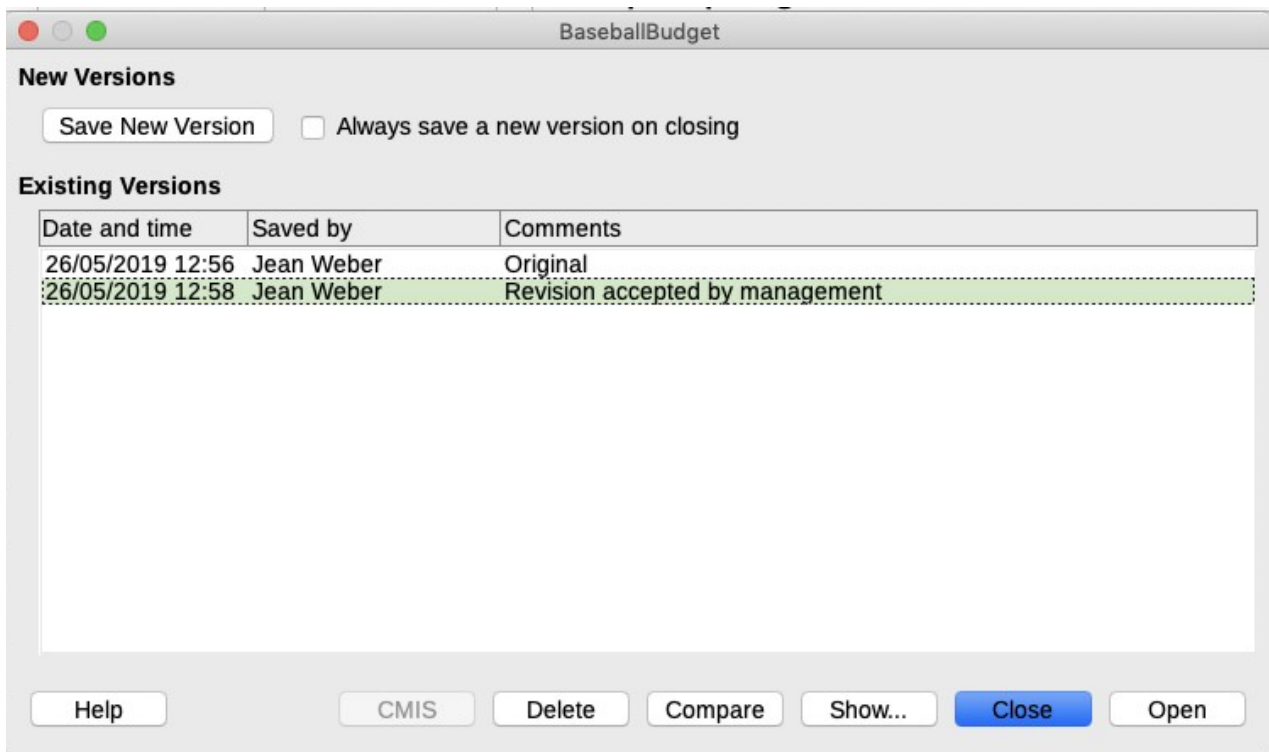 BaseballBudget
New Versions
Save New Version Always save a new version on closing
Existing Versions
Date and time Saved by Comments
26/05/2019 12:56 Jean Weber Original
26/05/2019 12:58 Jean Weber Revision accepted by management
Help CMIS Delete Compare Show... Close Open